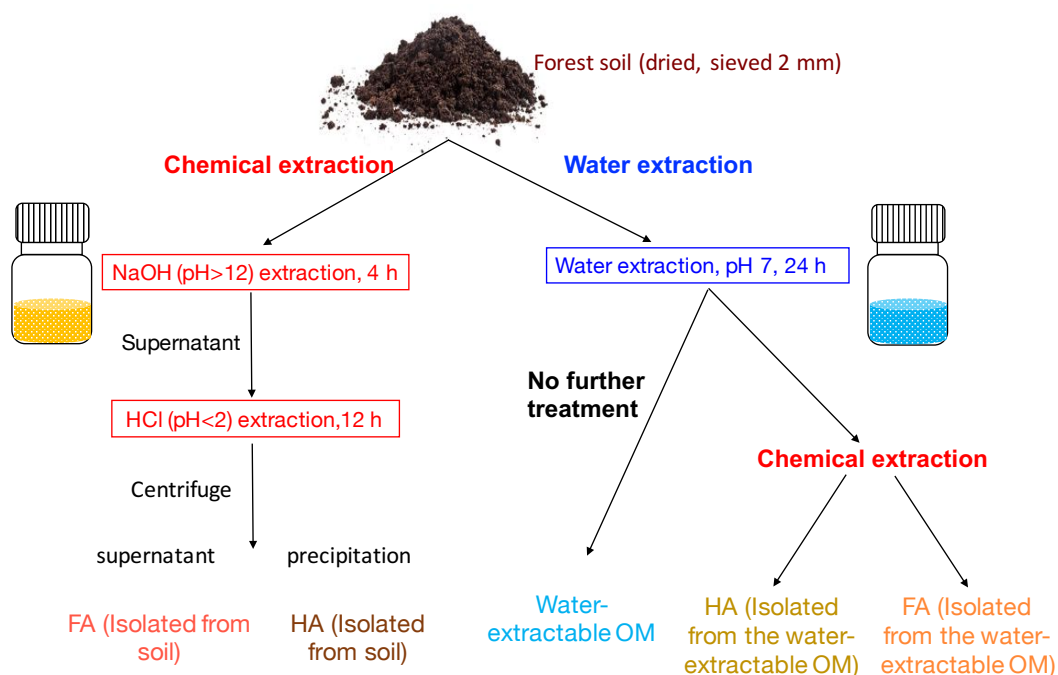 Forest soil (dried, sieved 2 mm)
Chemical extraction
Water extraction
NaOH (pH>12) extraction, 4 h
Water extraction, pH 7, 24 h
Supernatant
No further
treatment
HCl (pH<2) extraction,12 h
Chemical extraction
Centrifuge
supernatant
precipitation
FA (Isolated from
soil)
HA (Isolated
from soil)
Water-
extractable OM
HA (Isolated
from the water-
extractable OM)
FA (Isolated
from the water-
extractable OM)